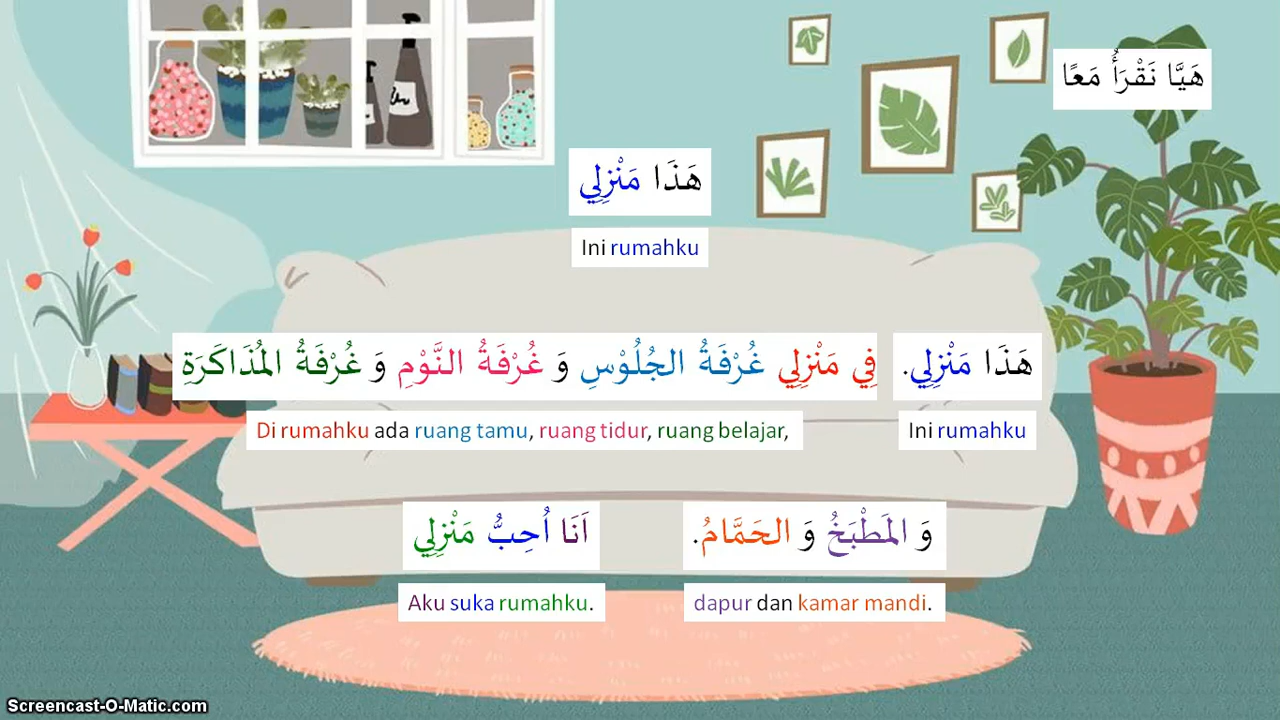 هَيَّا نَقْرَأُ مَعًا
هَذَا مَنْزِلِي
Ini rumahku
هَذَا مَنْزِلِي. فِي مَنْزِلِي غُرْفَةُ الجُلُوْسِ وَ غُرْفَةُ النَّوْمِ وَ غُرْفَةُ المُذَاكَرَةِ
Ini rumahku Di rumahku ada ruang tamu, ruang tidur, ruang belajar,
وَ المَطْبَخُ وَ الحَمَّامُ. اَنَا اُحِبُّ مَنْزِلِي
dapur dan kamar mandi. Aku suka rumahku.
Screencast-O-Matic.com